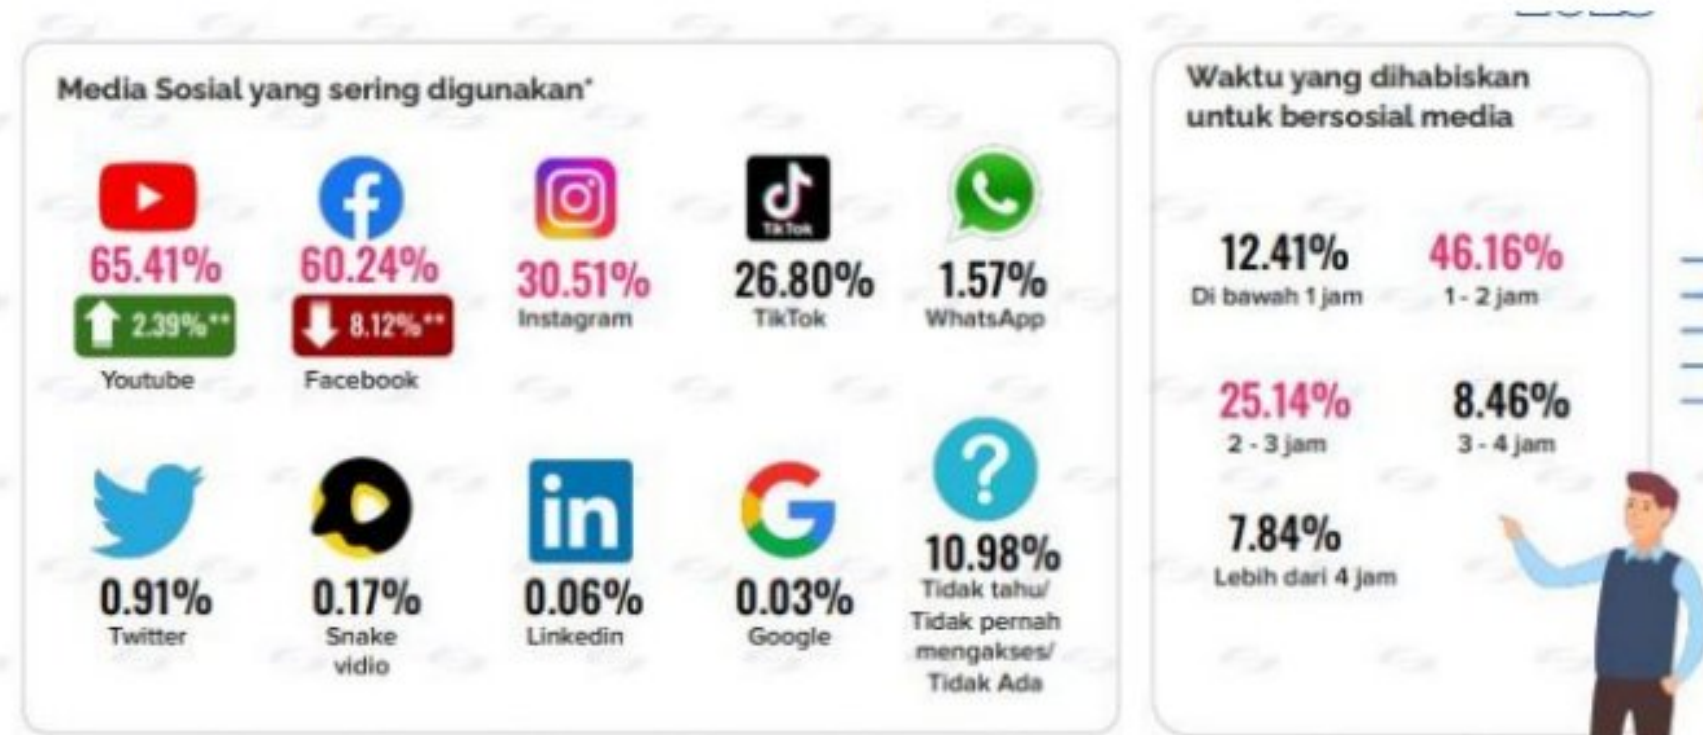 Media Sosial yang sering digunakan*
65.41%
2.39%**
Youtube
60.24%
8.12%**
Facebook
30.51%
Instagram
TikTok
26.80%
TikTok
1.57%
WhatsApp
0.91%
Twitter
0.17%
Snake
vidio
in
0.06%
Linkedin
0.03%
Google
?
10.98%
Tidak tahu/
Tidak pernah
mengakses/
Tidak Ada
Waktu yang dihabiskan
untuk bersosial media
12.41%
Di bawah 1 jam
46.16%
1 - 2 jam
25.14%
2 - 3 jam
8.46%
3 - 4 jam
7.84%
Lebih dari 4 jam